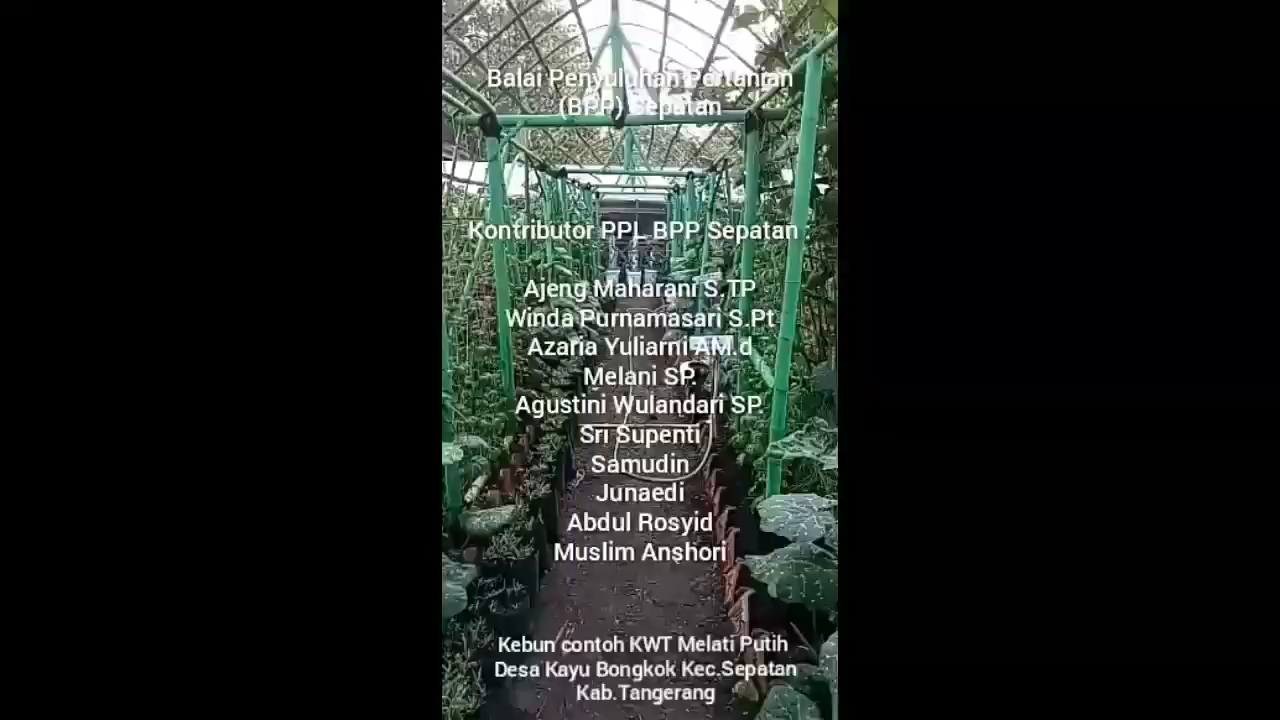 Balai Penyuluhan Pertanian
(BPP) Sepatan
Kontributor PPL BPP Sepatan :
Ajeng Maharani S.TP
Winda Purnamasari S.Pt
Azaria Yuliarni AM.d
Melani SP.
Agustini Wulandari SP.
Sri Supenti
Samudin
Junaedi
Abdul Rosyid
Muslim Anshori
Kebun contoh KWT Melati Putih
Desa Kayu Bongkok Kec.Sepatan
Kab.Tangerang